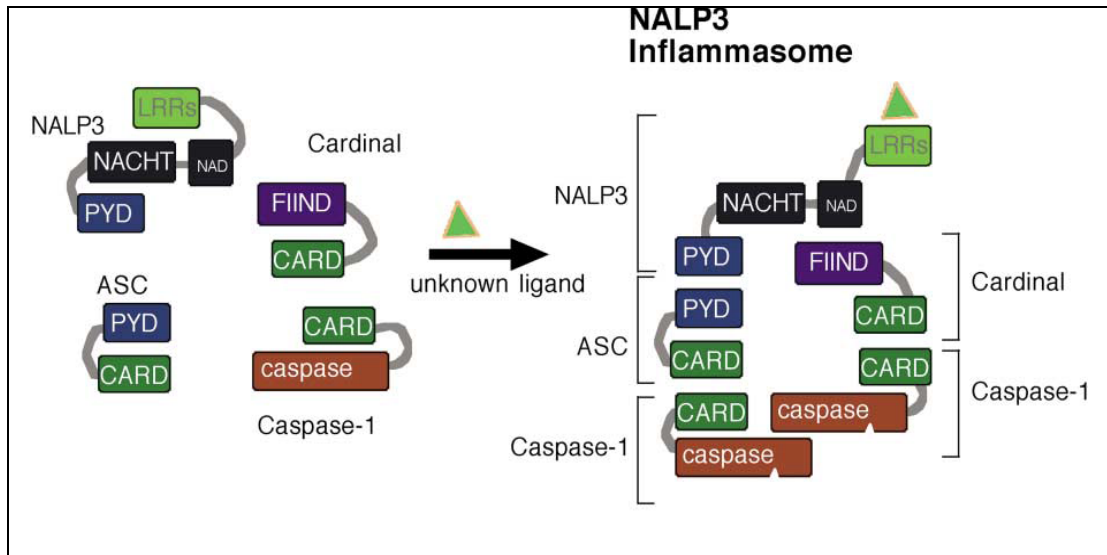 NALP3
Inflammasome
LRRs
NALP3
NACHT
NAD
PYD
Cardinal
FIIND
CARD
ASC
PYD
CARD
CARD
caspase
Caspase-1
unknown ligand
LRRs
NALP3
NACHT
NAD
PYD
FIIND
CARD
Cardinal
ASC
PYD
CARD
CARD
caspase
Caspase-1
Caspase-1
CARD
caspase